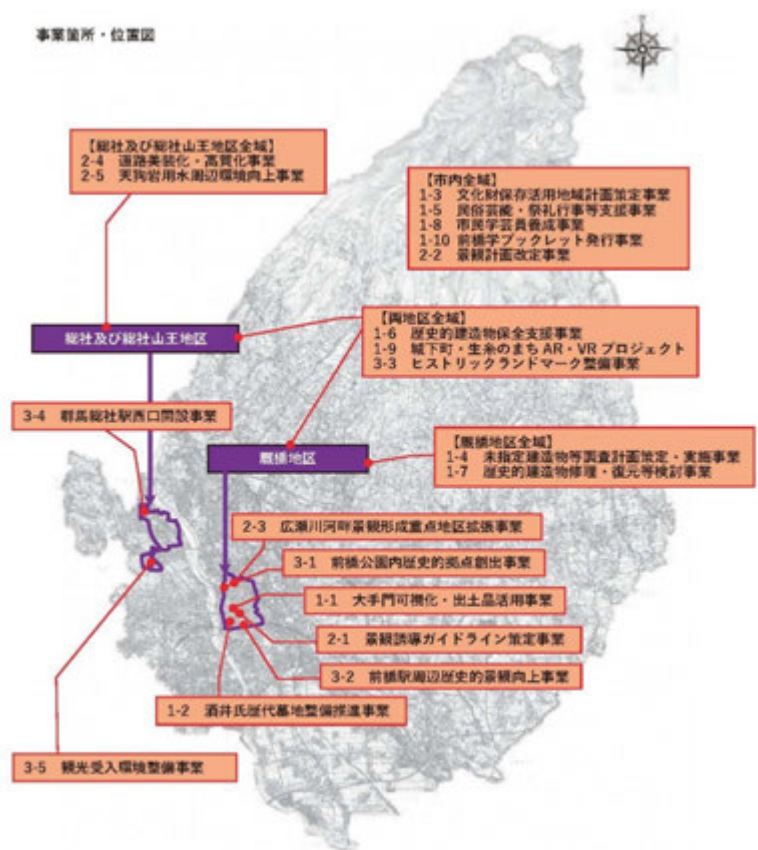 事業箇所・位置図
【総社及び総社山王地区全域】
2-4 道路美装化・高質化事業
2-5 天狗岩用水周辺環境向上事業
【市内全域】
1-3 文化財保存活用地域計画策定事業
1-5 民俗芸能・祭礼行事等支援事業
1-8 市民学芸員養成事業
1-10 前橋学ブックレット発行事業
2-2 景観計画改定事業
【両地区全域】
1-6 歴史的建造物保全支援事業
1-9 城下町・生糸のまちAR・VRプロジェクト
3-3 ヒストリックランドマーク整備事業
総社及び総社山王地区
3-4 群馬総社駅西口開設事業
厩橋地区
【厩橋地区全域】
1-4 未指定建造物等調査計画策定・実施事業
1-7 歴史的建造物修理・復元等検討事業
2-3 広瀬川河畔景観形成重点地区拡張事業
3-1 前橋公園内歴史的拠点創出事業
1-1 大手門可視化・出土品活用事業
2-1 景観誘導ガイドライン策定事業
3-2 前橋駅周辺歴史的景観向上事業
1-2 酒井氏歴代墓地整備推進事業
3-5 観光受入環境整備事業